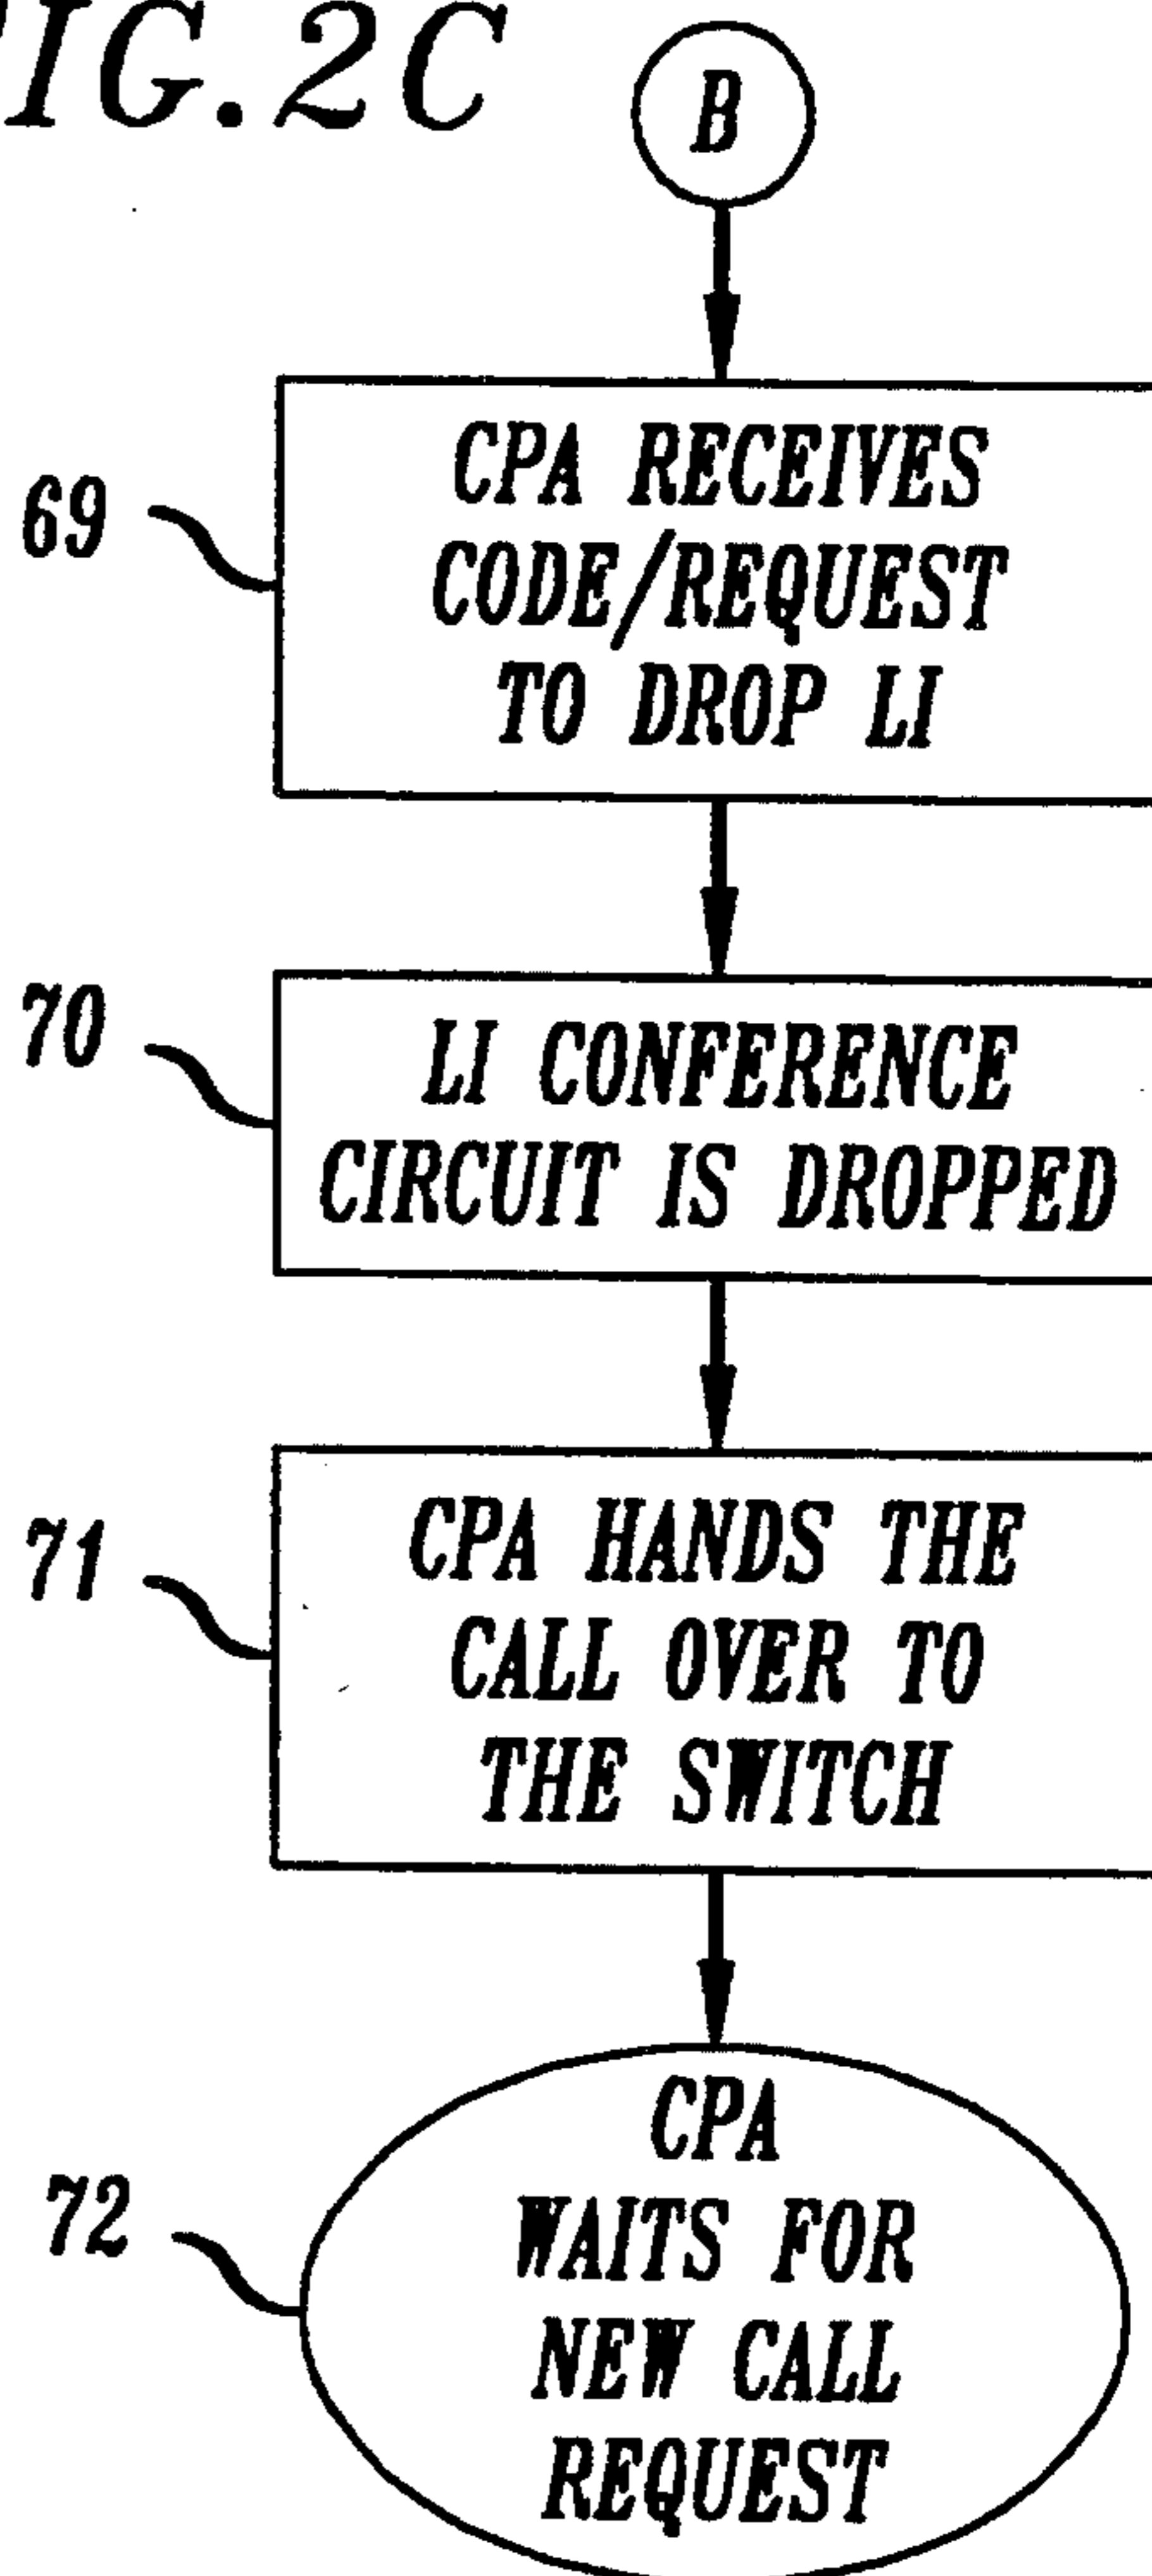 FIG.2C
B
69
CPA RECEIVES
CODE/REQUEST
TO DROP LI
70
LI CONFERENCE
CIRCUIT IS DROPPED
71
CPA HANDS THE
CALL OVER TO
THE SWITCH
72
CPA
WAITS FOR
NEW CALL
REQUEST